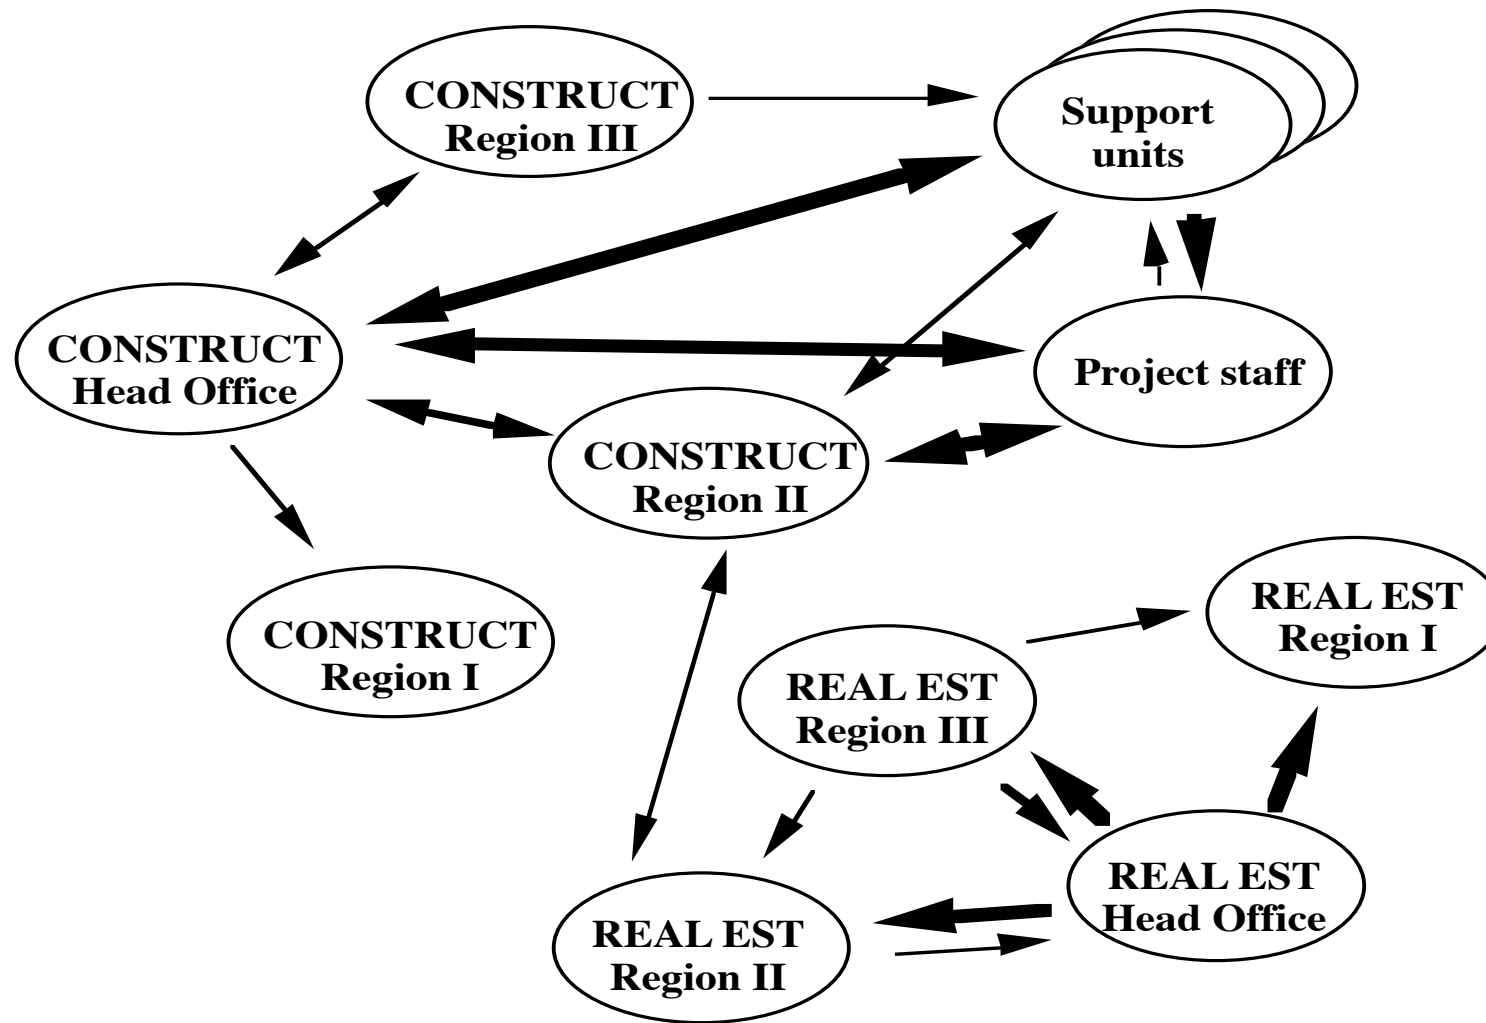 CONSTRUCT
Region III
Support
units
CONSTRUCT
Head Office
Project staff
CONSTRUCT
Region II
CONSTRUCT
Region I
REAL EST
Region I
REAL EST
Region III
REAL EST
Head Office
REAL EST
Region II